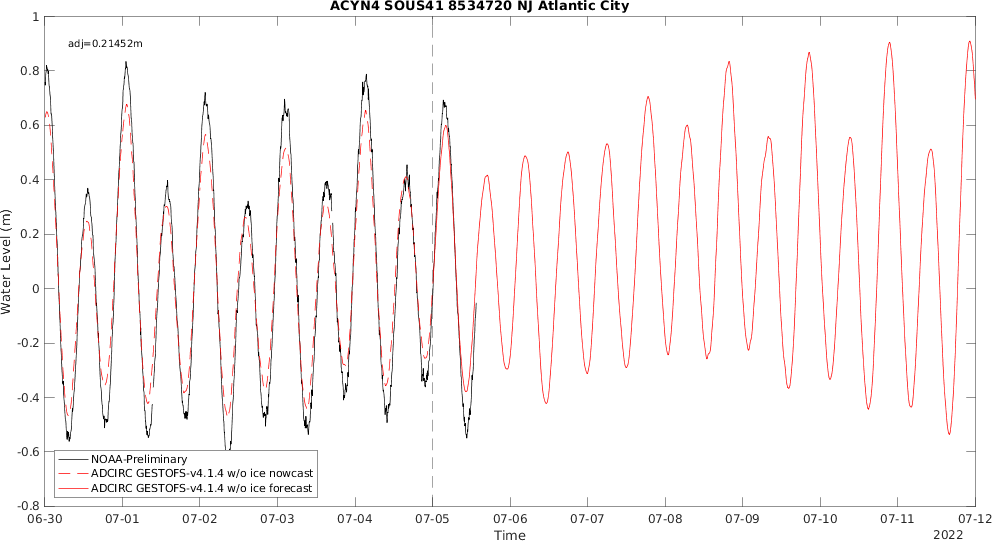 ACYN4 SOUS41 8534720 NJ Atlantic City
adj=0.21452m
1
0.8
0.6
0.4
0.2
0
-0.2
-0.4
-0.6
-0.8
Water Level (m)
NOAA-Preliminary
ADCIRC GESTOFS-v4.1.4 w/o ice nowcast
ADCIRC GESTOFS-v4.1.4 w/o ice forecast
06-30 07-01 07-02 07-03 07-04 07-05 07-06 07-07 07-08 07-09 07-10 07-11 07-12
Time
2022